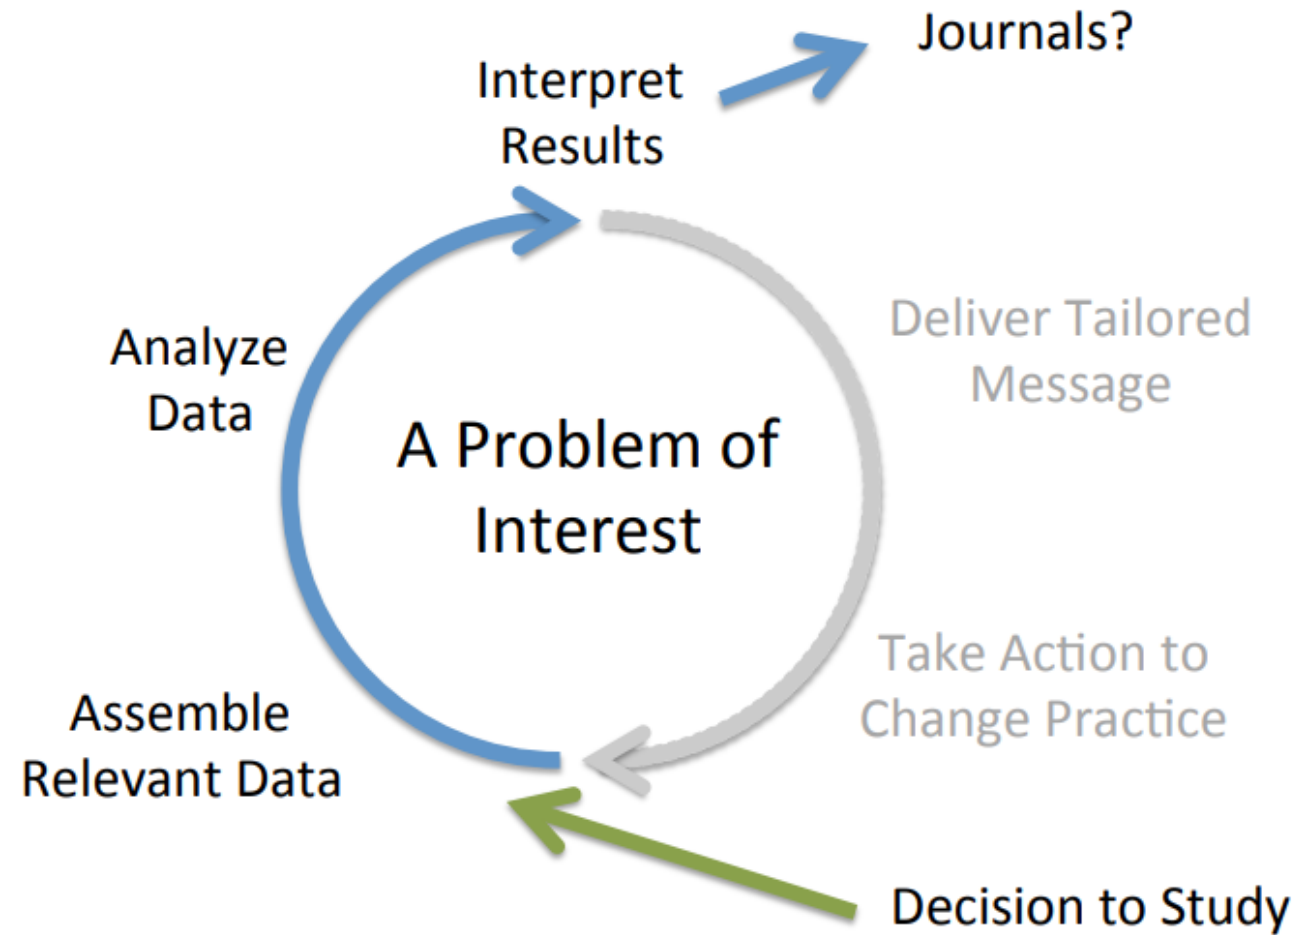 Journals?
Interpret
Results
Deliver Tailored
Message
Analyze
Data
A Problem of
Interest
Take Action to
Change Practice
Assemble
Relevant Data
Decision to Study